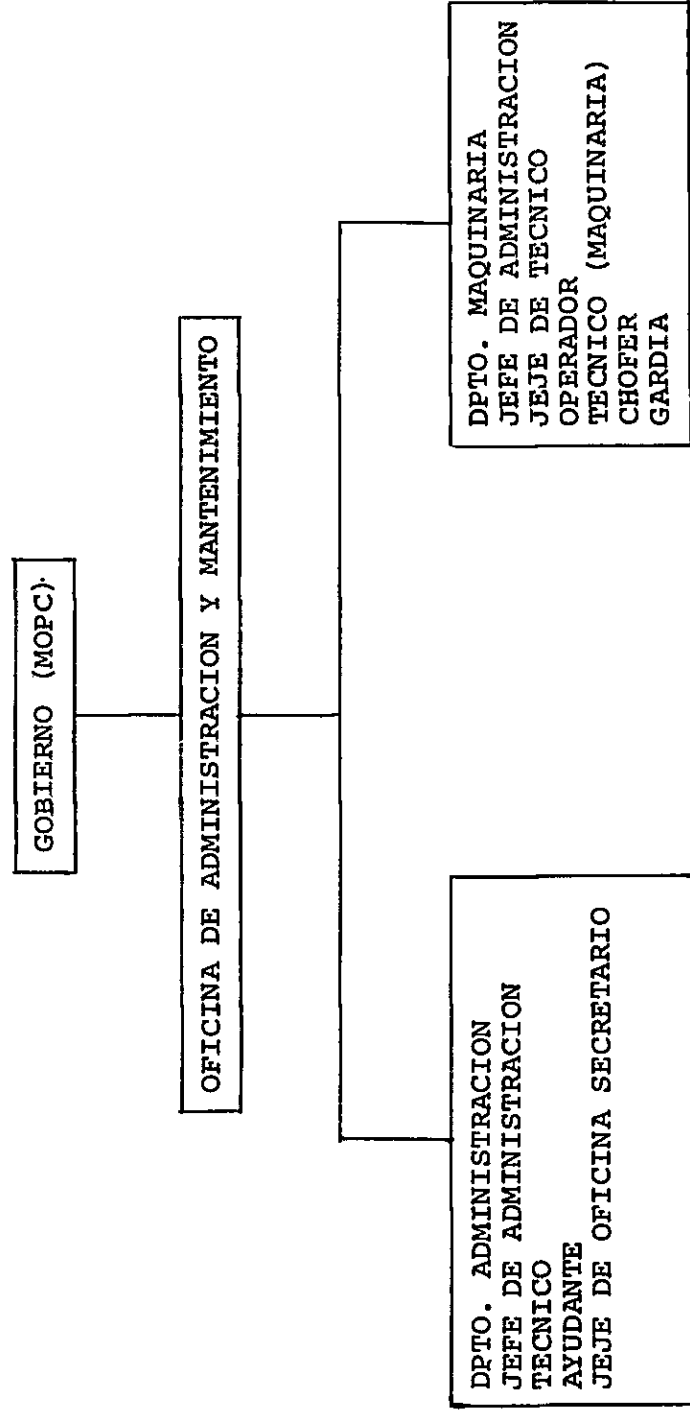 GOBIERNO (MOPC)
OFICINA DE ADMINISTRACION Y MANTENIMIENTO
DPTO. ADMINISTRACION
JEFE DE ADMINISTRACION
TECNICO
AYUDANTE
JEJE DE OFICINA SECRETARIO
DPTO. MAQUINARIA
JEFE DE ADMINISTRACION
JEJE DE TECNICO
OPERADOR
TECNICO (MAQUINARIA)
CHOFER
GARDIA